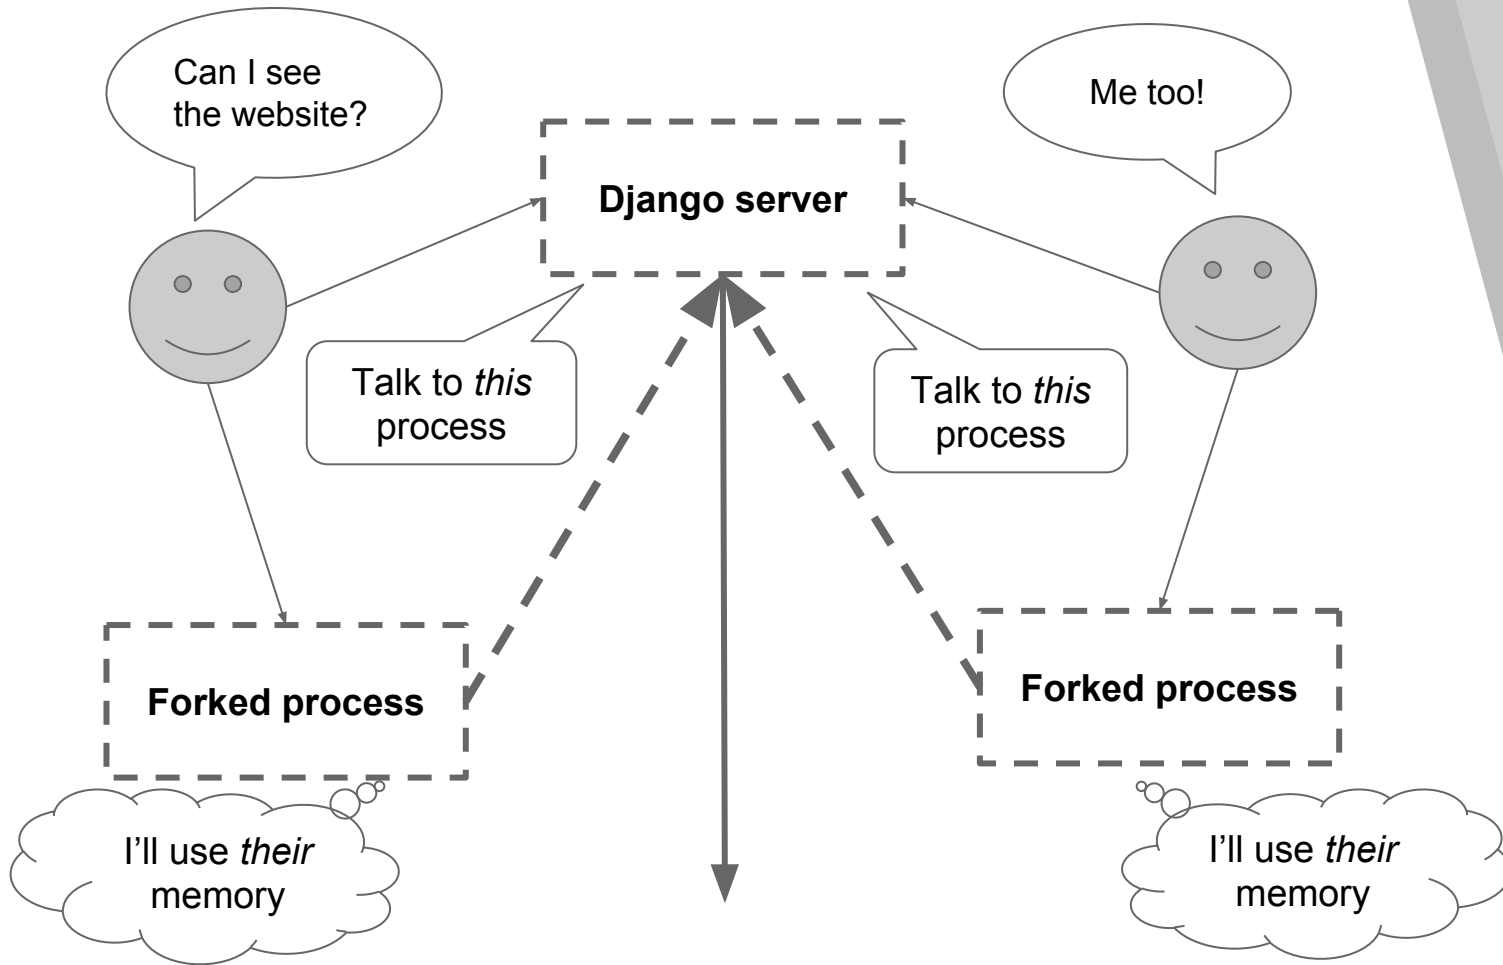 Can I see
the website?
Me too!
Django server
Talk to this
process
Talk to this
process
Forked process
Forked process
I’ll use their
memory
I’ll use their
memory